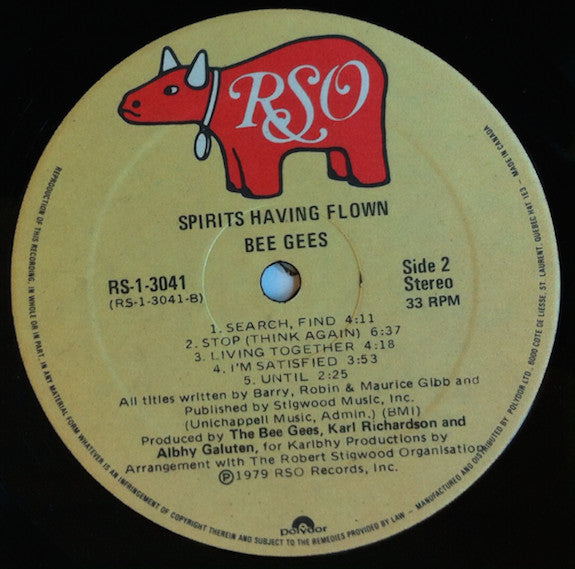 RSO
SPIRITS HAVING FLOWN
BEE GEES
RS-1-3041
(RS-1-3041-B)
Side 2
Stereo
33 RPM
1. SEARCH, FIND 4:11
2. STOP (THINK AGAIN) 6:37
3. LIVING TOGETHER 4:18
4. I'M SATISFIED 3:53
5. UNTIL 2:25
All titles written by Barry, Robin & Maurice Gibb and
Published by Stigwood Music, Inc.
(Unichappell Music, Admin.) (BMI)
Produced by The Bee Gees, Karl Richardson and
Albhy Galuten, for Karlbhy Productions by
Arrangement with The Robert Stigwood Organisation
Ⓟ1979 RSO Records, Inc.
polydor
REPRODUCTION OF THIS RECORDING, IN WHOLE OR IN PART, IN ANY MATERIAL FORM WHATEVER IS AN INFRINGEMENT OF COPYRIGHT THEREIN AND SUBJECT TO THE REMEDIES PROVIDED BY LAW – MANUFACTURED AND DISTRIBUTED BY POLYDOR LTD., 6000 COTE DE LIESSE, ST. LAURENT, QUEBEC H4T 1E3 – MADE IN CANADA